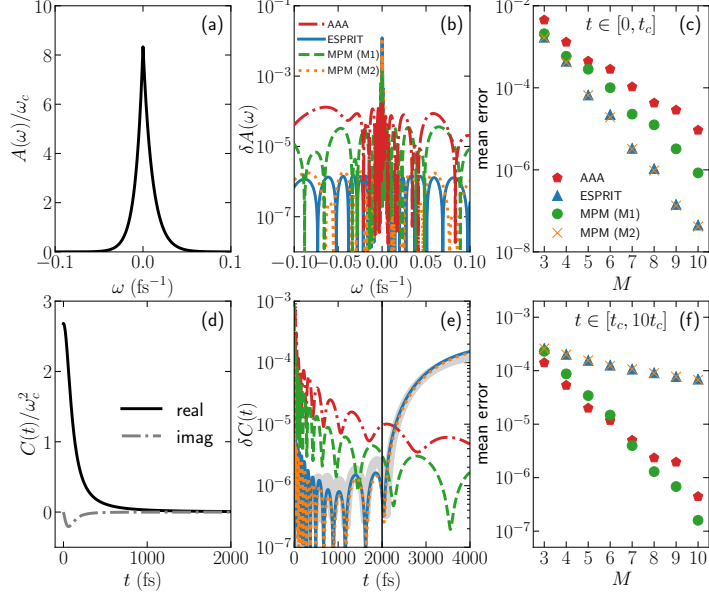 (a)
A(ω)/ω_c
8
6
4
2
0
−0.1
0.0
0.1
ω (fs⁻¹)
(b)
AAA
ESPRIT
MPM (M1)
MPM (M2)
δA(ω)
10⁻¹
10⁻³
10⁻⁵
10⁻⁷
−0.10
−0.05
0.00
0.05
0.10
ω (fs⁻¹)
(c)
t ∈ [0, t_c]
mean error
10⁻²
10⁻⁴
10⁻⁶
10⁻⁸
AAA
ESPRIT
MPM (M1)
MPM (M2)
3 4 5 6 7 8 9 10
M
(d)
C(t)/ω_c²
3
2
1
0
real
imag
0
1000
2000
t (fs)
(e)
δC(t)
10⁻³
10⁻⁴
10⁻⁵
10⁻⁶
10⁻⁷
0 1000 2000 3000 4000
t (fs)
(f)
t ∈ [t_c, 10t_c]
mean error
10⁻³
10⁻⁴
10⁻⁵
10⁻⁶
10⁻⁷
3 4 5 6 7 8 9 10
M